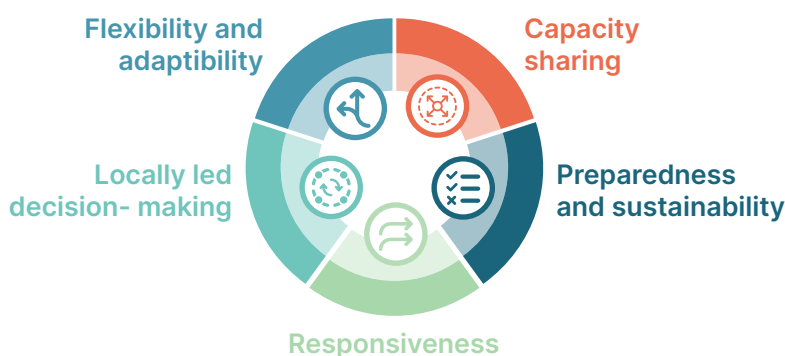 Flexibility and
adaptibility
Capacity
sharing
Locally led
decision- making
Preparedness
and sustainability
Responsiveness